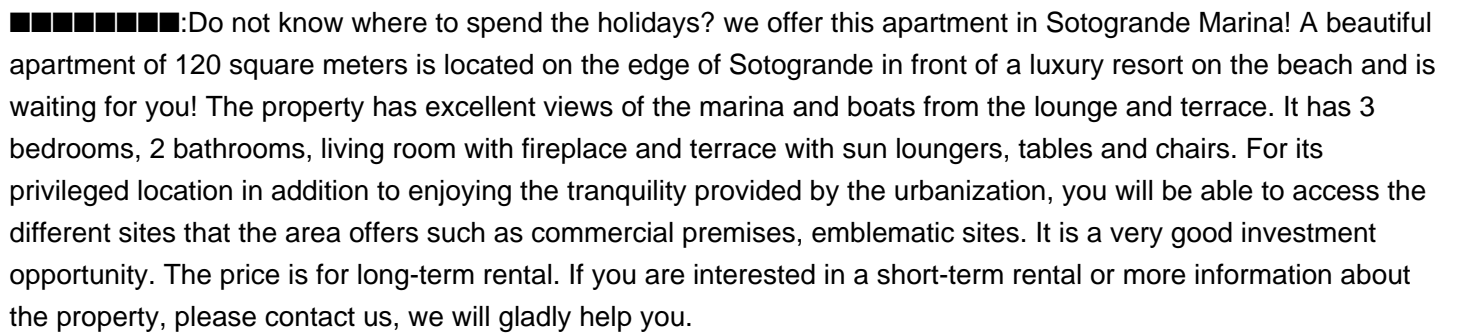 ■■■■■■■■:Do not know where to spend the holidays? we offer this apartment in Sotogrande Marina! A beautiful
apartment of 120 square meters is located on the edge of Sotogrande in front of a luxury resort on the beach and is
waiting for you! The property has excellent views of the marina and boats from the lounge and terrace. It has 3
bedrooms, 2 bathrooms, living room with fireplace and terrace with sun loungers, tables and chairs. For its
privileged location in addition to enjoying the tranquility provided by the urbanization, you will be able to access the
different sites that the area offers such as commercial premises, emblematic sites. It is a very good investment
opportunity. The price is for long-term rental. If you are interested in a short-term rental or more information about
the property, please contact us, we will gladly help you.